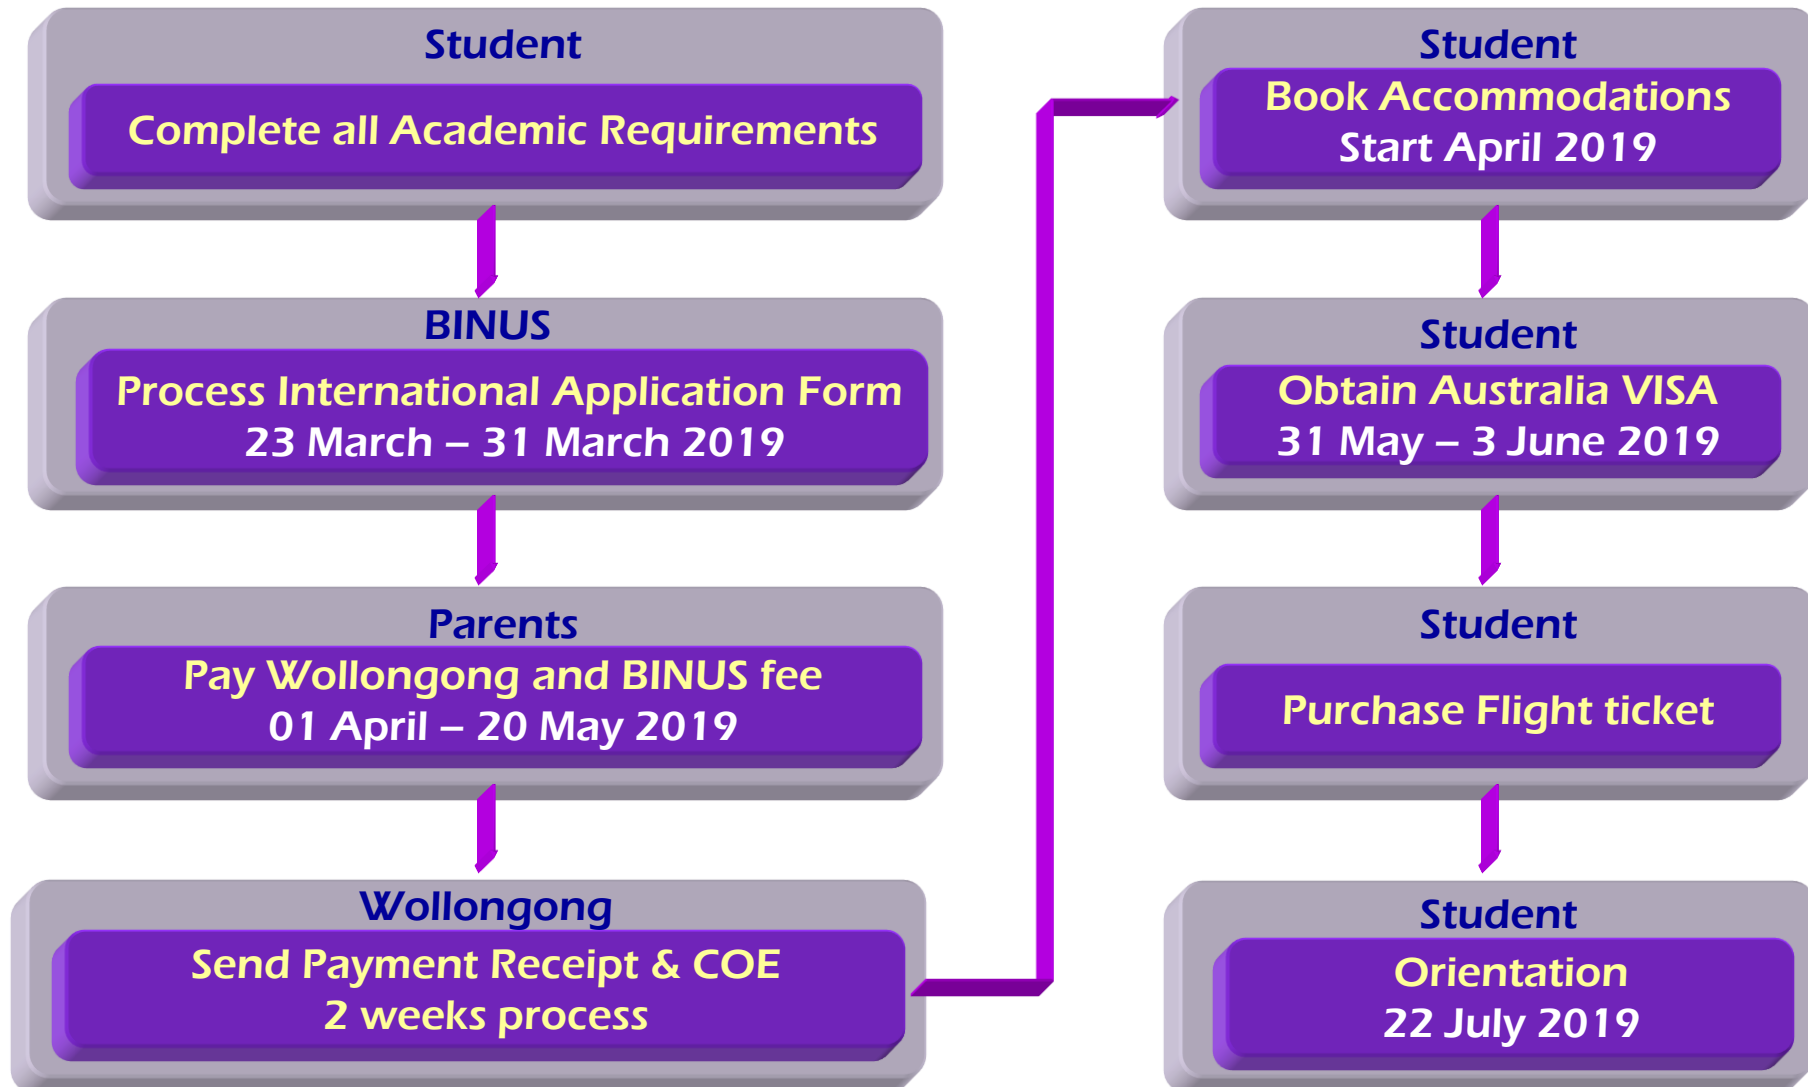 Student
Complete all Academic Requirements
BINUS
Process International Application Form
23 March – 31 March 2019
Parents
Pay Wollongong and BINUS fee
01 April – 20 May 2019
Wollongong
Send Payment Receipt & COE
2 weeks process
Student
Book Accommodations
Start April 2019
Student
Obtain Australia VISA
31 May – 3 June 2019
Student
Purchase Flight ticket
Student
Orientation
22 July 2019